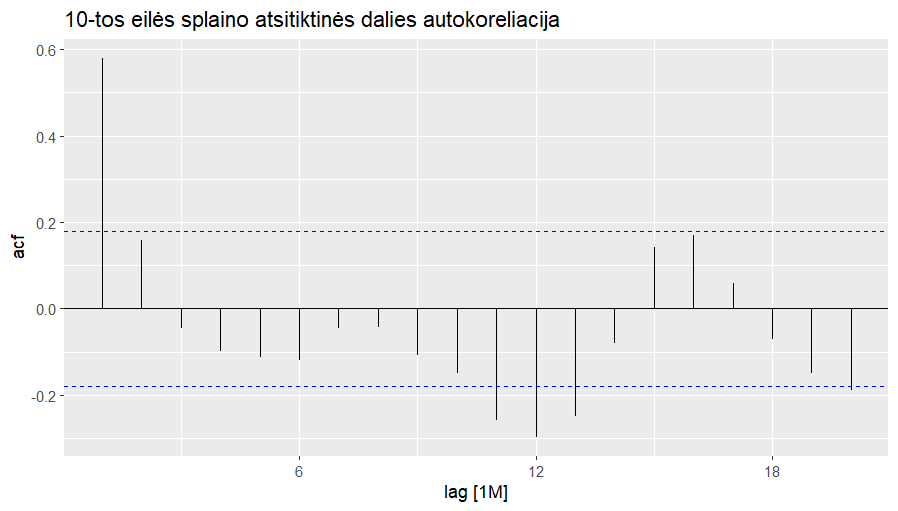 10-tos eilės splaino atsitiktinės dalies autokoreliacija
0.6
0.4
0.2
0.0
-0.2
acf
6
12
18
lag [1M]